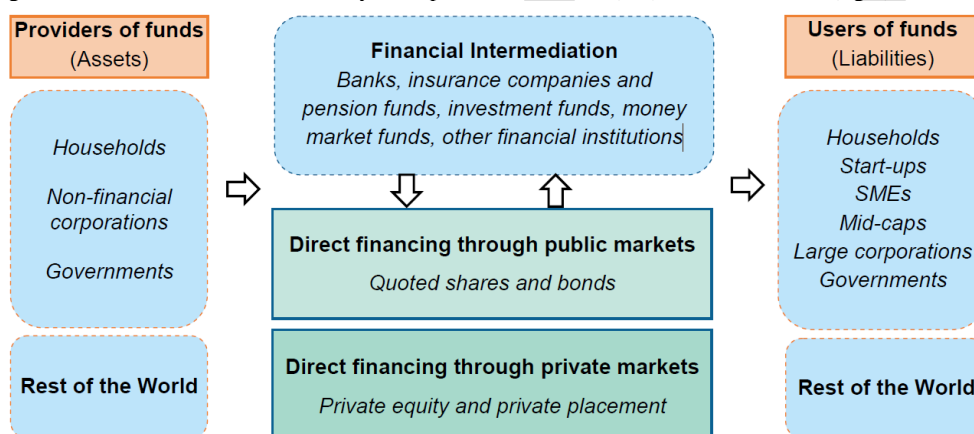 Providers of funds
(Assets)
Households
Non-financial
corporations
Governments
Rest of the World
Financial Intermediation
Banks, insurance companies and
pension funds, investment funds, money
market funds, other financial institutions
Direct financing through public markets
Quoted shares and bonds
Direct financing through private markets
Private equity and private placement
Users of funds
(Liabilities)
Households
Start-ups
SMEs
Mid-caps
Large corporations
Governments
Rest of the World